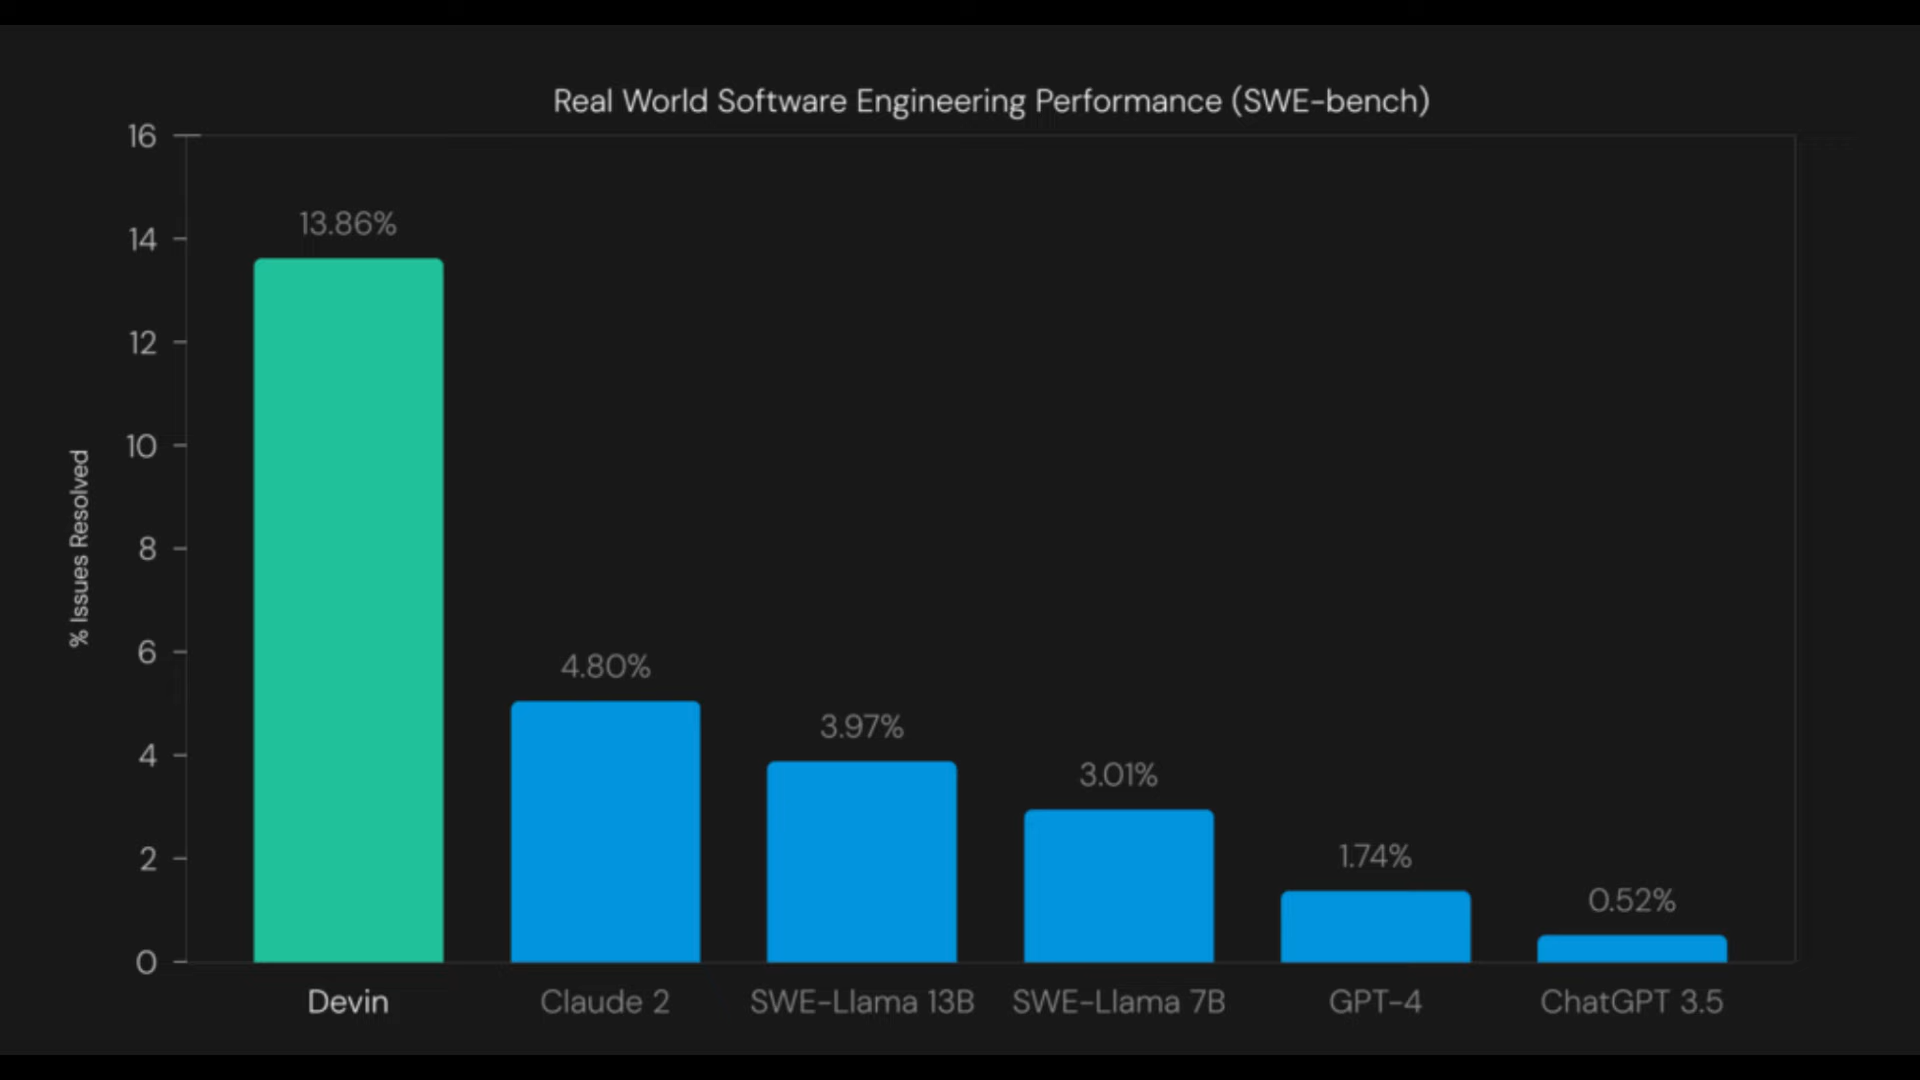 Real World Software Engineering Performance (SWE-bench)
16
14
12
10
8
6
4
2
0
% Issues Resolved
13.86%
4.80%
3.97%
3.01%
1.74%
0.52%
Devin
Claude 2
SWE-Llama 13B
SWE-Llama 7B
GPT-4
ChatGPT 3.5